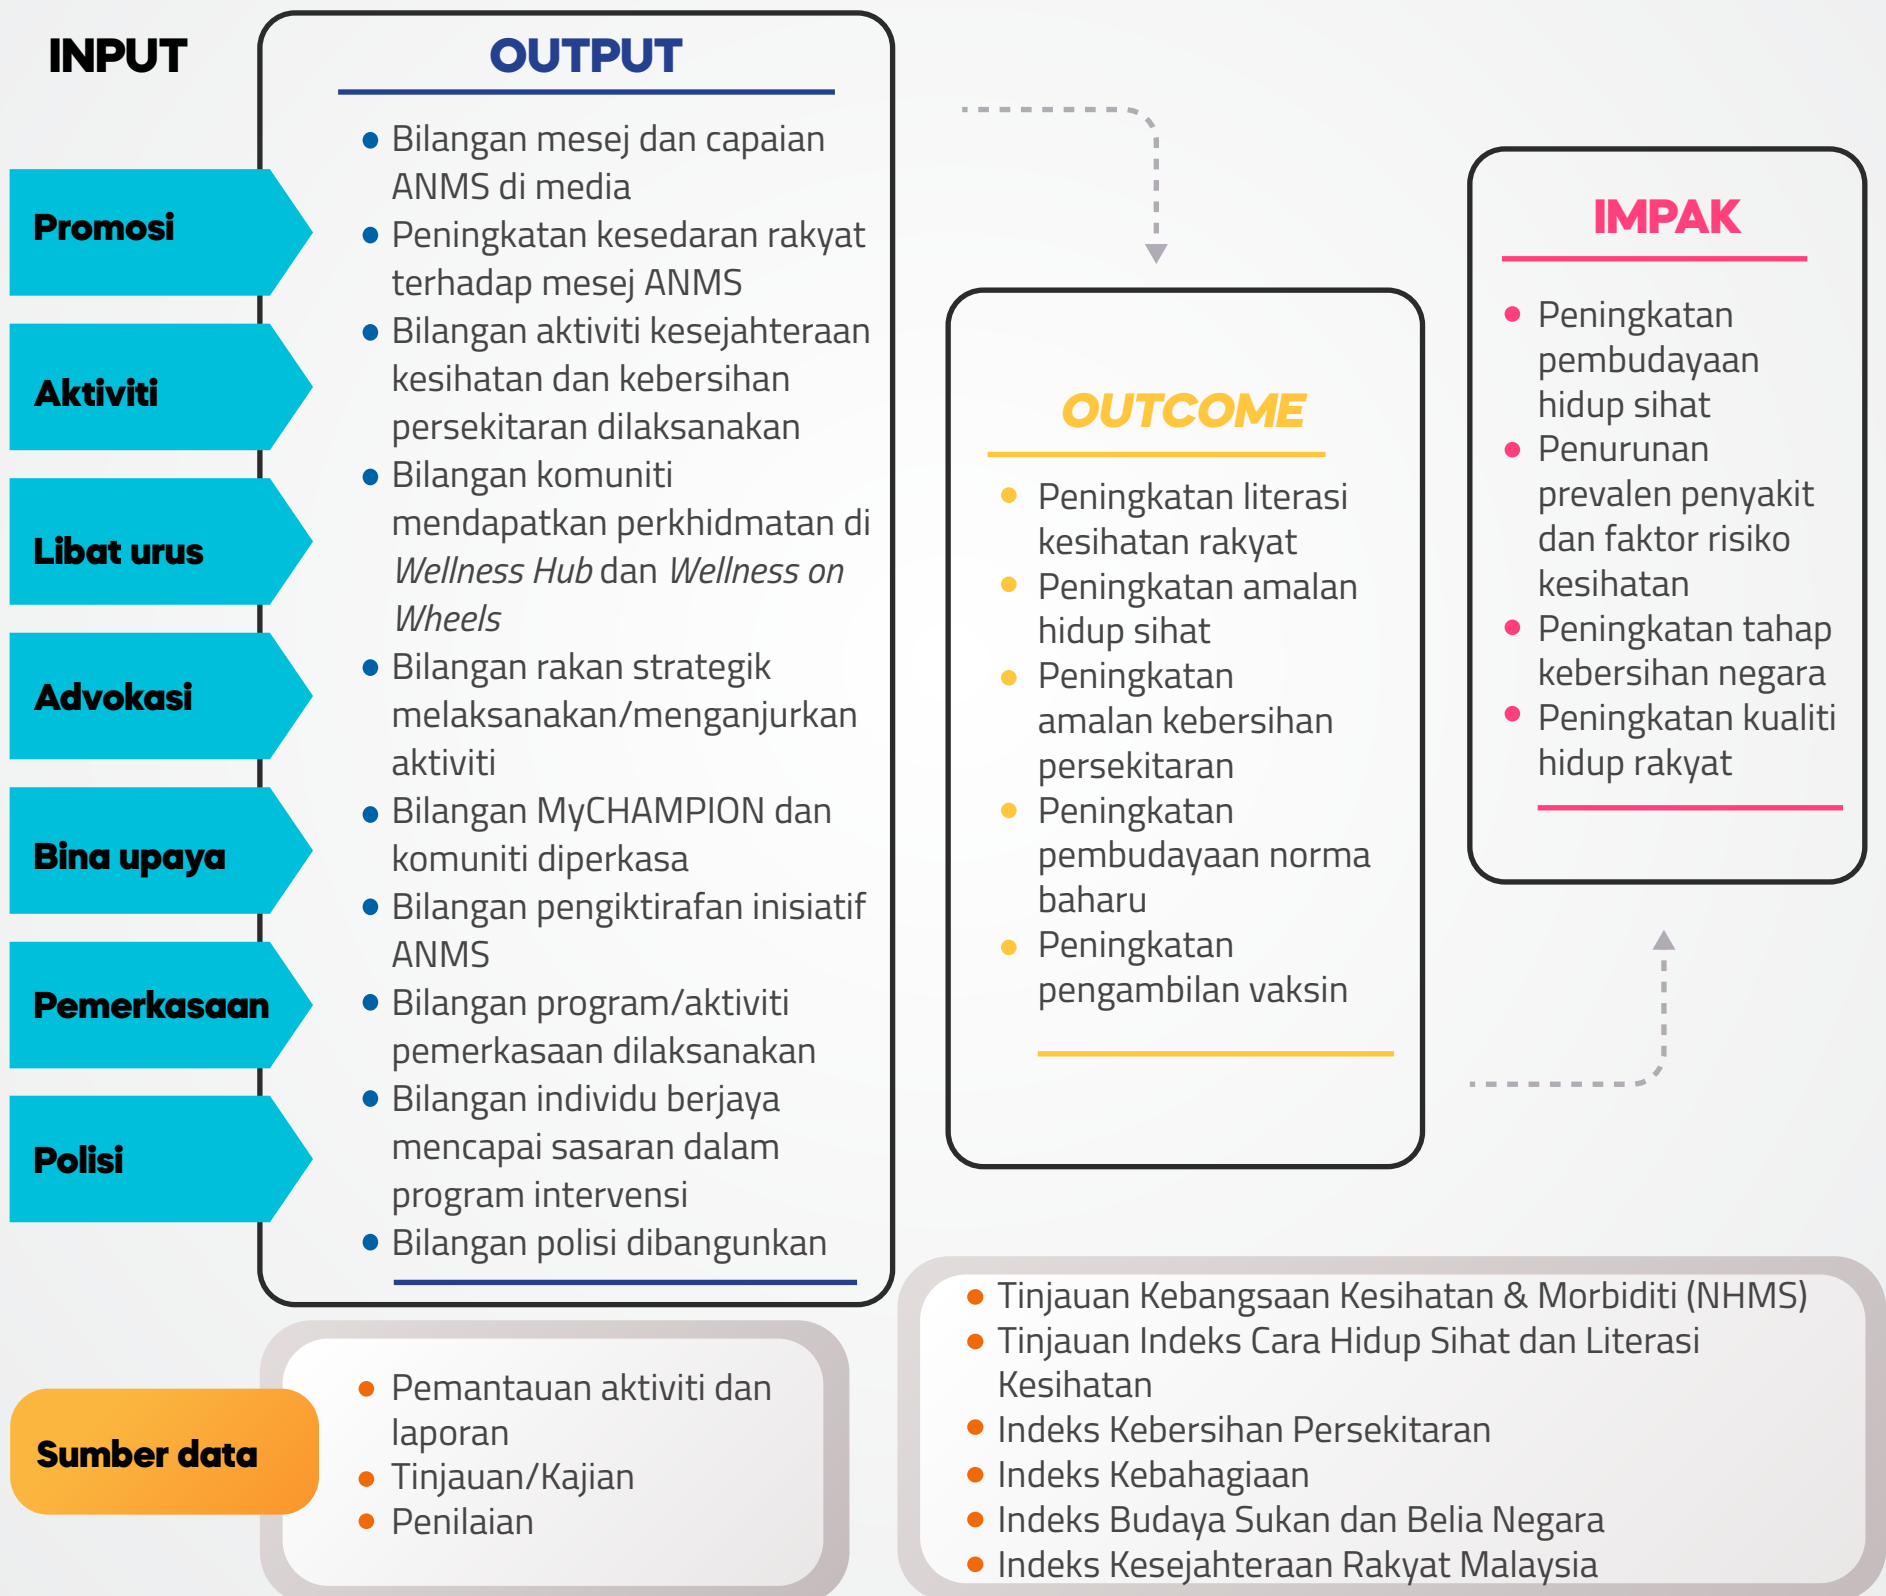 INPUT
Promosi
Aktiviti
Libat urus
Advokasi
Bina upaya
Pemerkasaan
Polisi
OUTPUT
Bilangan mesej dan capaian
ANMS di media
Peningkatan kesedaran rakyat
terhadap mesej ANMS
Bilangan aktiviti kesejahteraan
kesihatan dan kebersihan
persekitaran dilaksanakan
Bilangan komuniti
mendapatkan perkhidmatan di
Wellness Hub dan Wellness on
Wheels
Bilangan rakan strategik
melaksanakan/menganjurkan
aktiviti
Bilangan MyCHAMPION dan
komuniti diperkasa
Bilangan pengiktirafan inisiatif
ANMS
Bilangan program/aktiviti
pemerkasaan dilaksanakan
Bilangan individu berjaya
mencapai sasaran dalam
program intervensi
Bilangan polisi dibangunkan
OUTCOME
Peningkatan literasi
kesihatan rakyat
Peningkatan amalan
hidup sihat
Peningkatan
amalan kebersihan
persekitaran
Peningkatan
pembudayaan norma
baharu
Peningkatan
pengambilan vaksin
IMPAK
Peningkatan
pembudayaan
hidup sihat
Penurunan
prevalen penyakit
dan faktor risiko
kesihatan
Peningkatan tahap
kebersihan negara
Peningkatan kualiti
hidup rakyat
Sumber data
Pemantauan aktiviti dan
laporan
Tinjauan/Kajian
Penilaian
Tinjauan Kebangsaan Kesihatan & Morbiditi (NHMS)
Tinjauan Indeks Cara Hidup Sihat dan Literasi
Kesihatan
Indeks Kebersihan Persekitaran
Indeks Kebahagiaan
Indeks Budaya Sukan dan Belia Negara
Indeks Kesejahteraan Rakyat Malaysia